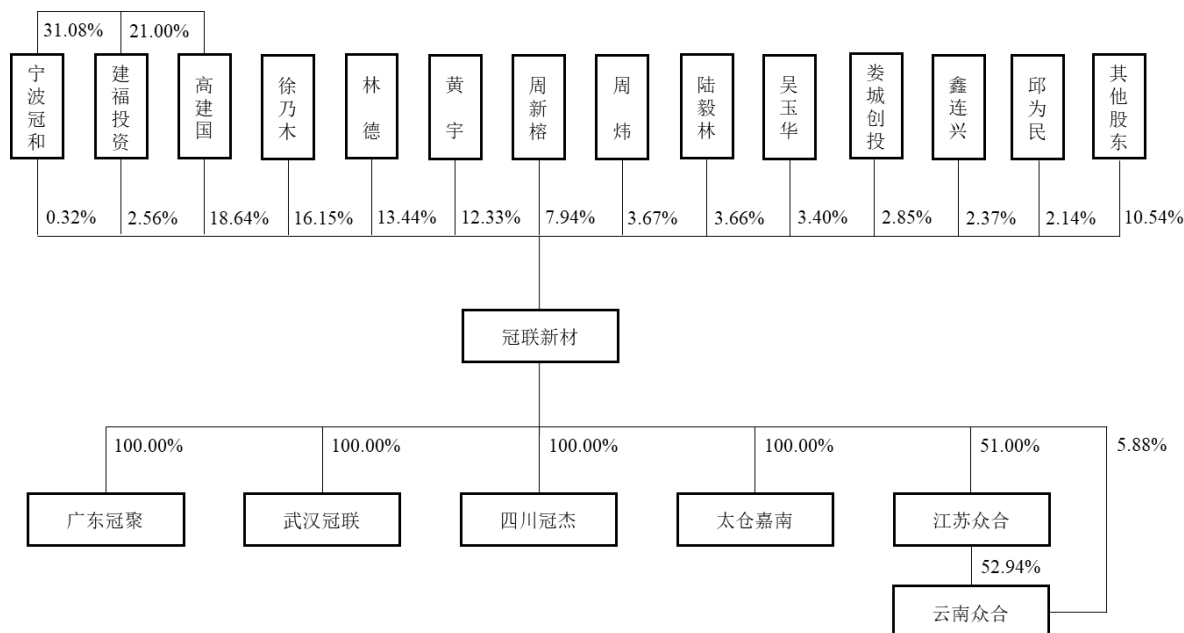 31.08%
21.00%
宁波冠和
建福投资
高建国
徐乃木
林德
黄宇
周新榕
周炜
陆毅林
吴玉华
娄城创投
鑫连兴
邱为民
其他股东
0.32%
2.56%
18.64%
16.15%
13.44%
12.33%
7.94%
3.67%
3.66%
3.40%
2.85%
2.37%
2.14%
10.54%
冠联新材
100.00%
100.00%
100.00%
100.00%
51.00%
5.88%
广东冠聚
武汉冠联
四川冠杰
太仓嘉南
江苏众合
52.94%
云南众合